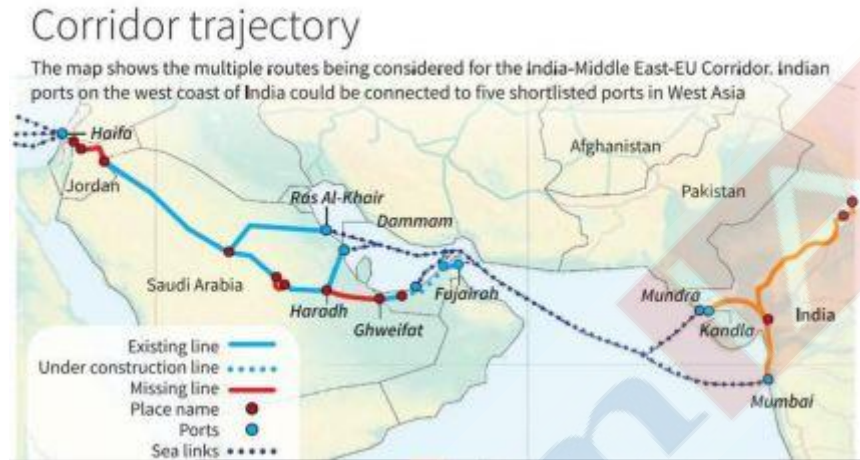 Corridor trajectory
The map shows the multiple routes being considered for the India-Middle East-EU Corridor. Indian
ports on the west coast of India could be connected to five shortlisted ports in West Asia
Haifa
Afghanistan
Jordan
Pakistan
Ras Al-Khair
Dammam
Saudi Arabia
Mundra
Fujairah
Haradh
India
Kandla
Ghweifat
Existing line
Under construction line
Missing line
Place name
Mumbai
Ports
Sea links